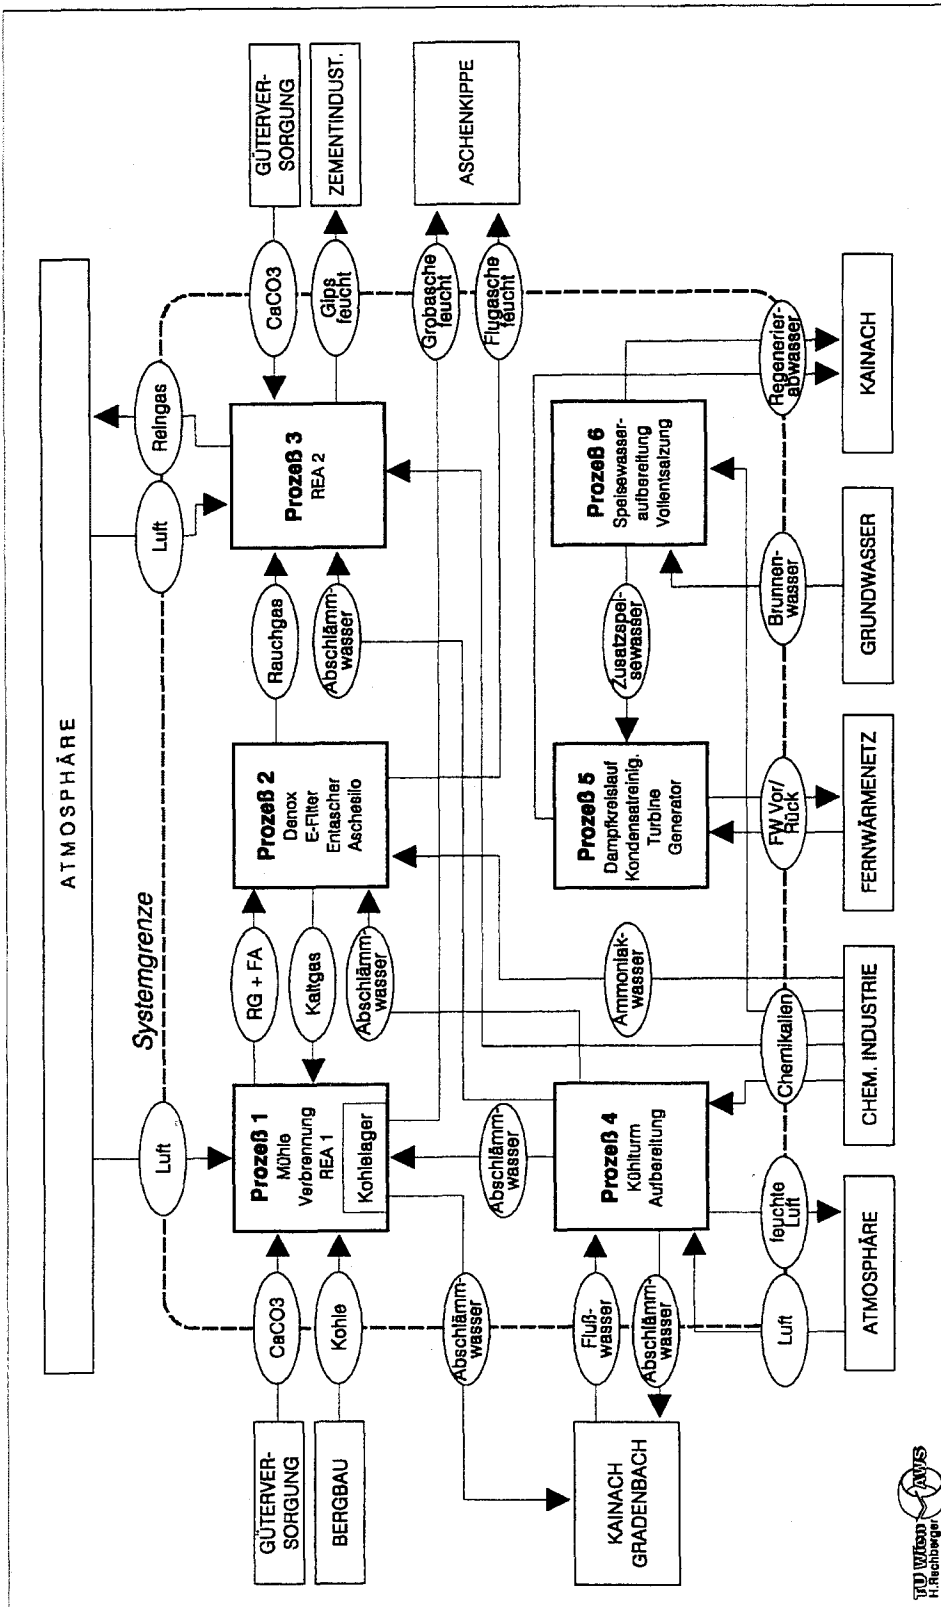 ATMOSPHÄRE
Systemgrenze
Luft
Luft
Reingas
GÜTERVER-
SORGUNG
CaCO3
Prozeß 1
Mühle
Verbrennung
REA 1
Kohlelager
RG + FA
Prozeß 2
Denox
E-Filter
Entascher
Aschesilo
Rauchgas
Prozeß 3
REA 2
CaCO3
GÜTERVER-
SORGUNG
BERGBAU
Kohle
Kaltgas
Abschlämm-
wasser
Abschlämm-
wasser
Gips
feucht
ZEMENTINDUST.
Abschlämm-
wasser
Abschlämm-
wasser
Grobasche
feucht
Flugasche
feucht
ASCHENKIPPE
KAINACH
GRADENBACH
Fluß-
wasser
Abschlämm-
wasser
Prozeß 4
Kühlturm
Aufbereitung
Ammoniak-
wasser
Prozeß 5
Dampfkreislauf
Kondensatreinig.
Turbine
Generator
Zusatzspei-
sewasser
Prozeß 6
Speisewasser-
aufbereitung
Vollentsalzung
Luft
feuchte
Luft
Chemikalien
FW Vor/
Rück
Brunnen-
wasser
Regenerier-
abwasser
ATMOSPHÄRE
CHEM. INDUSTRIE
FERNWÄRMENETZ
GRUNDWASSER
KAINACH
TU Wien AWS
H.Rechberger